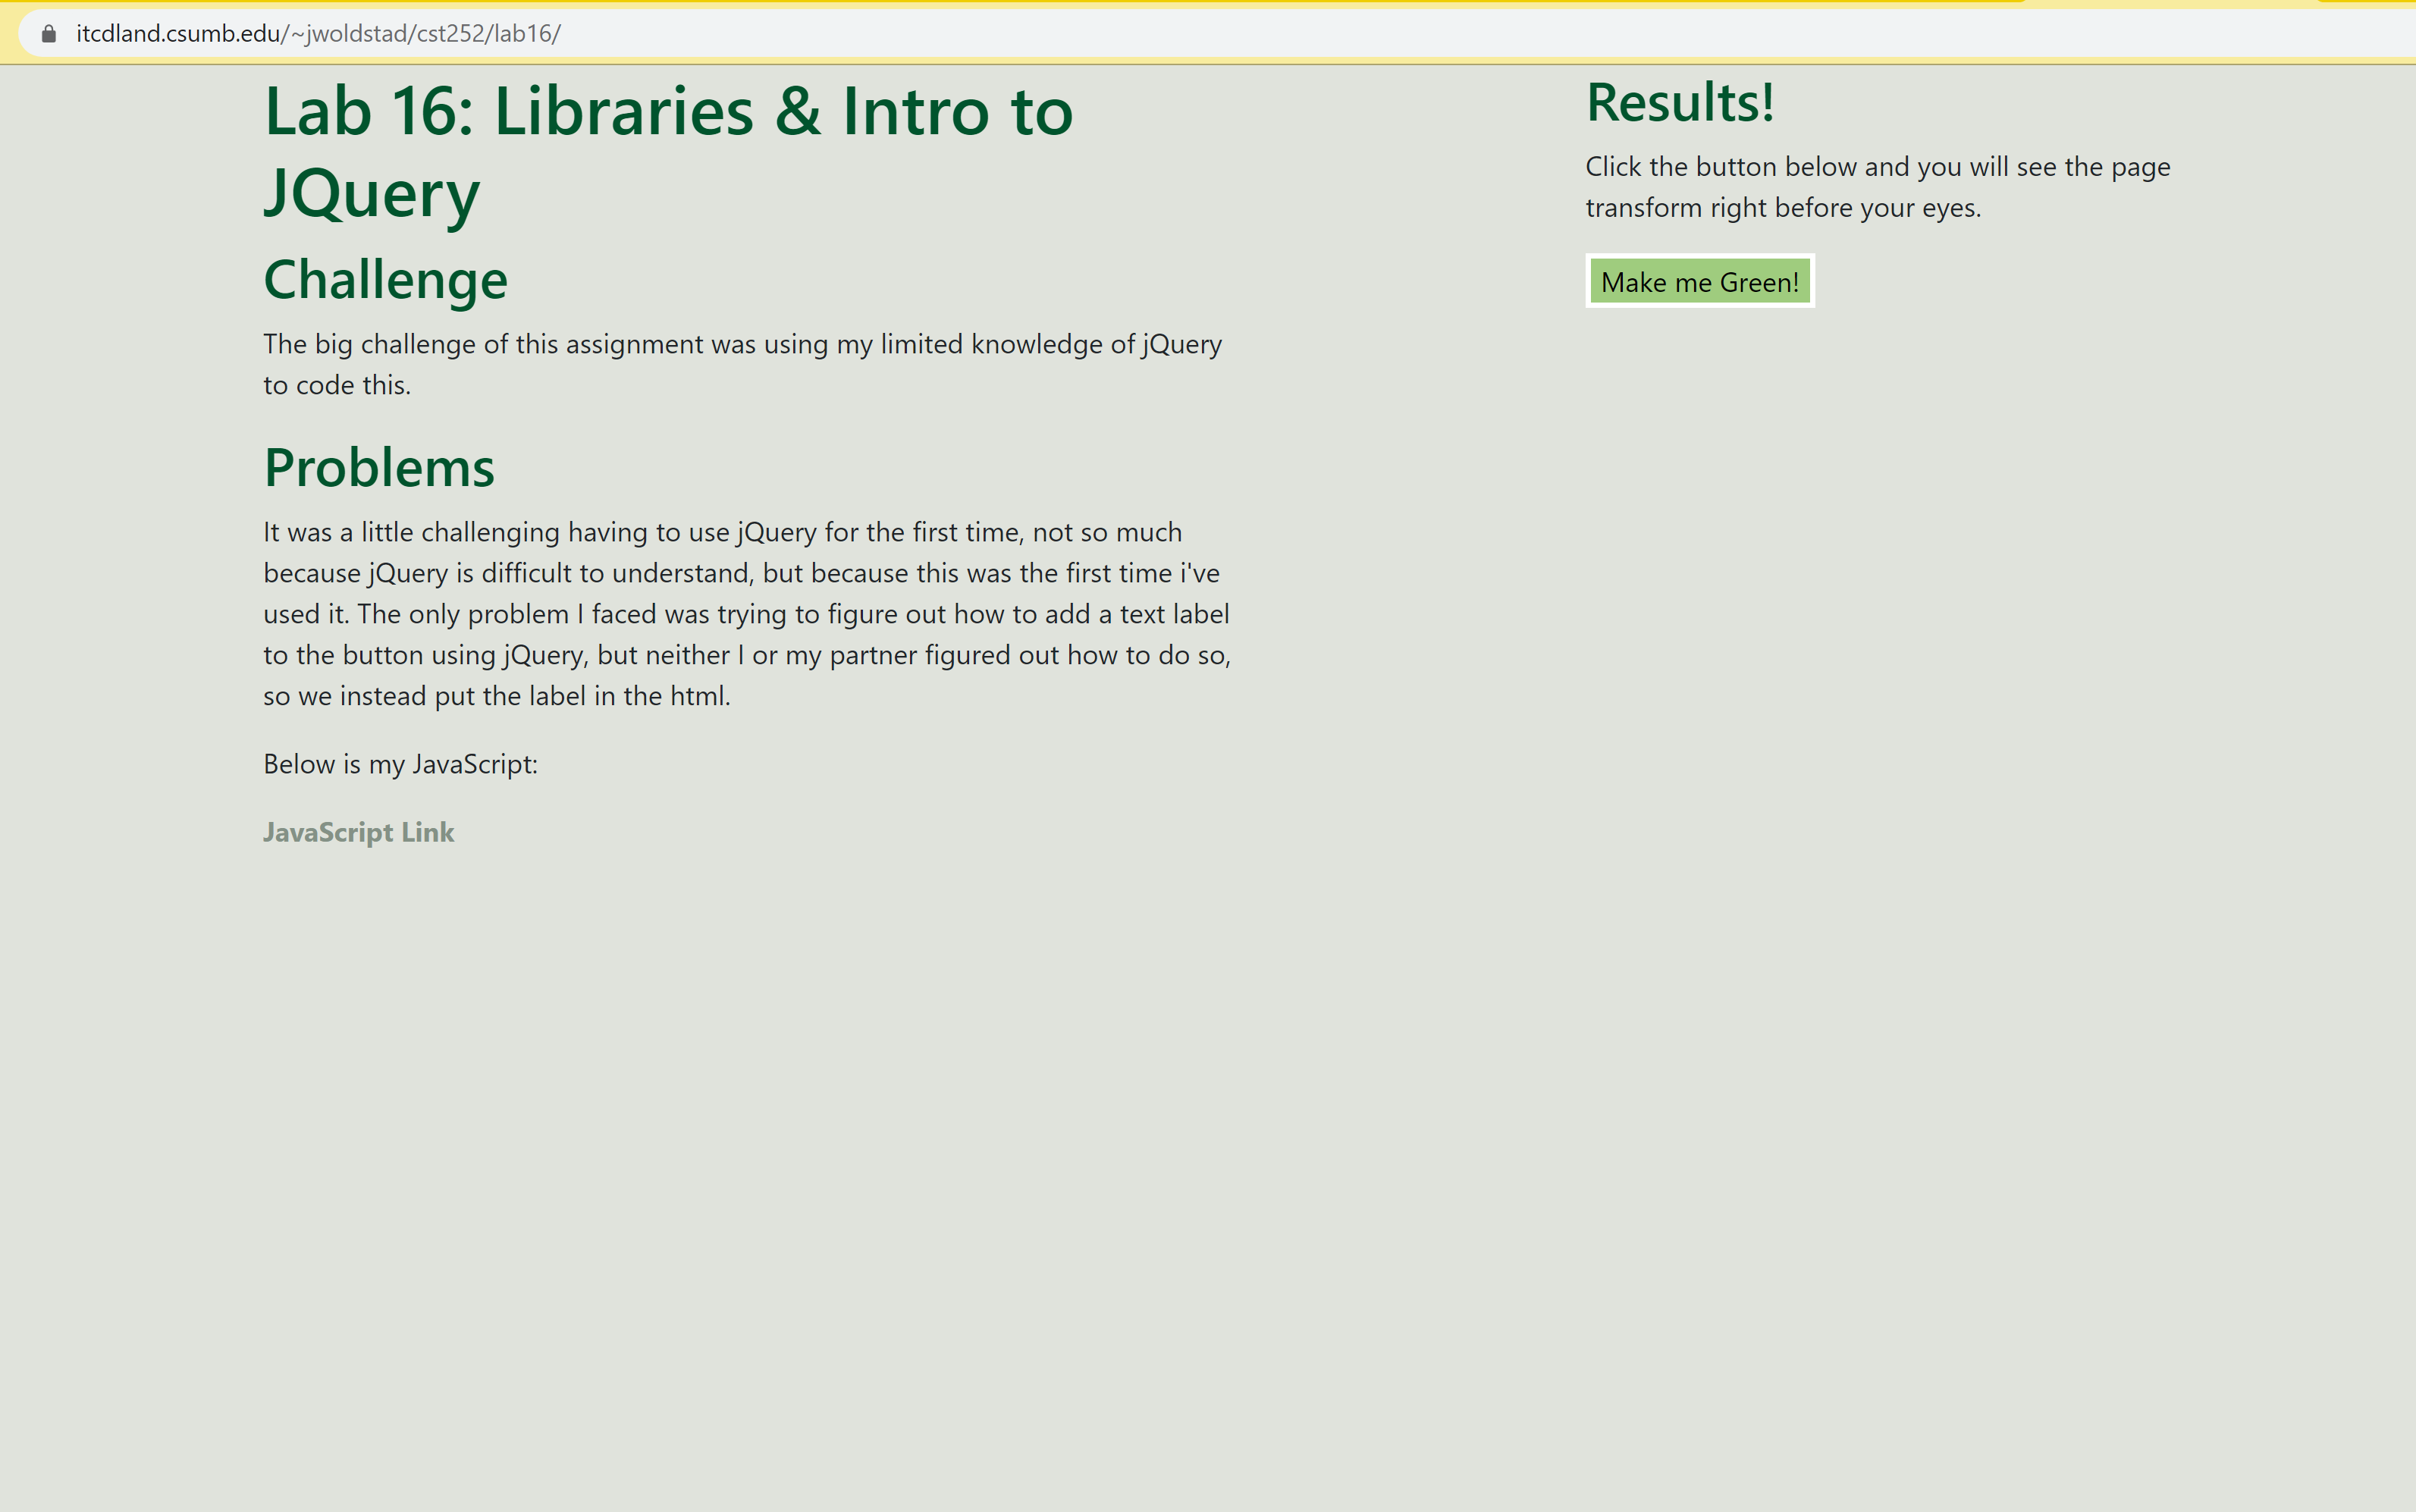 itcdland.csumb.edu/~jwoldstad/cst252/lab16/
Lab 16: Libraries & Intro to
JQuery
Challenge
The big challenge of this assignment was using my limited knowledge of jQuery
to code this.
Problems
It was a little challenging having to use jQuery for the first time, not so much
because jQuery is difficult to understand, but because this was the first time i've
used it. The only problem I faced was trying to figure out how to add a text label
to the button using jQuery, but neither I or my partner figured out how to do so,
so we instead put the label in the html.
Below is my JavaScript:
JavaScript Link
Results!
Click the button below and you will see the page
transform right before your eyes.
Make me Green!